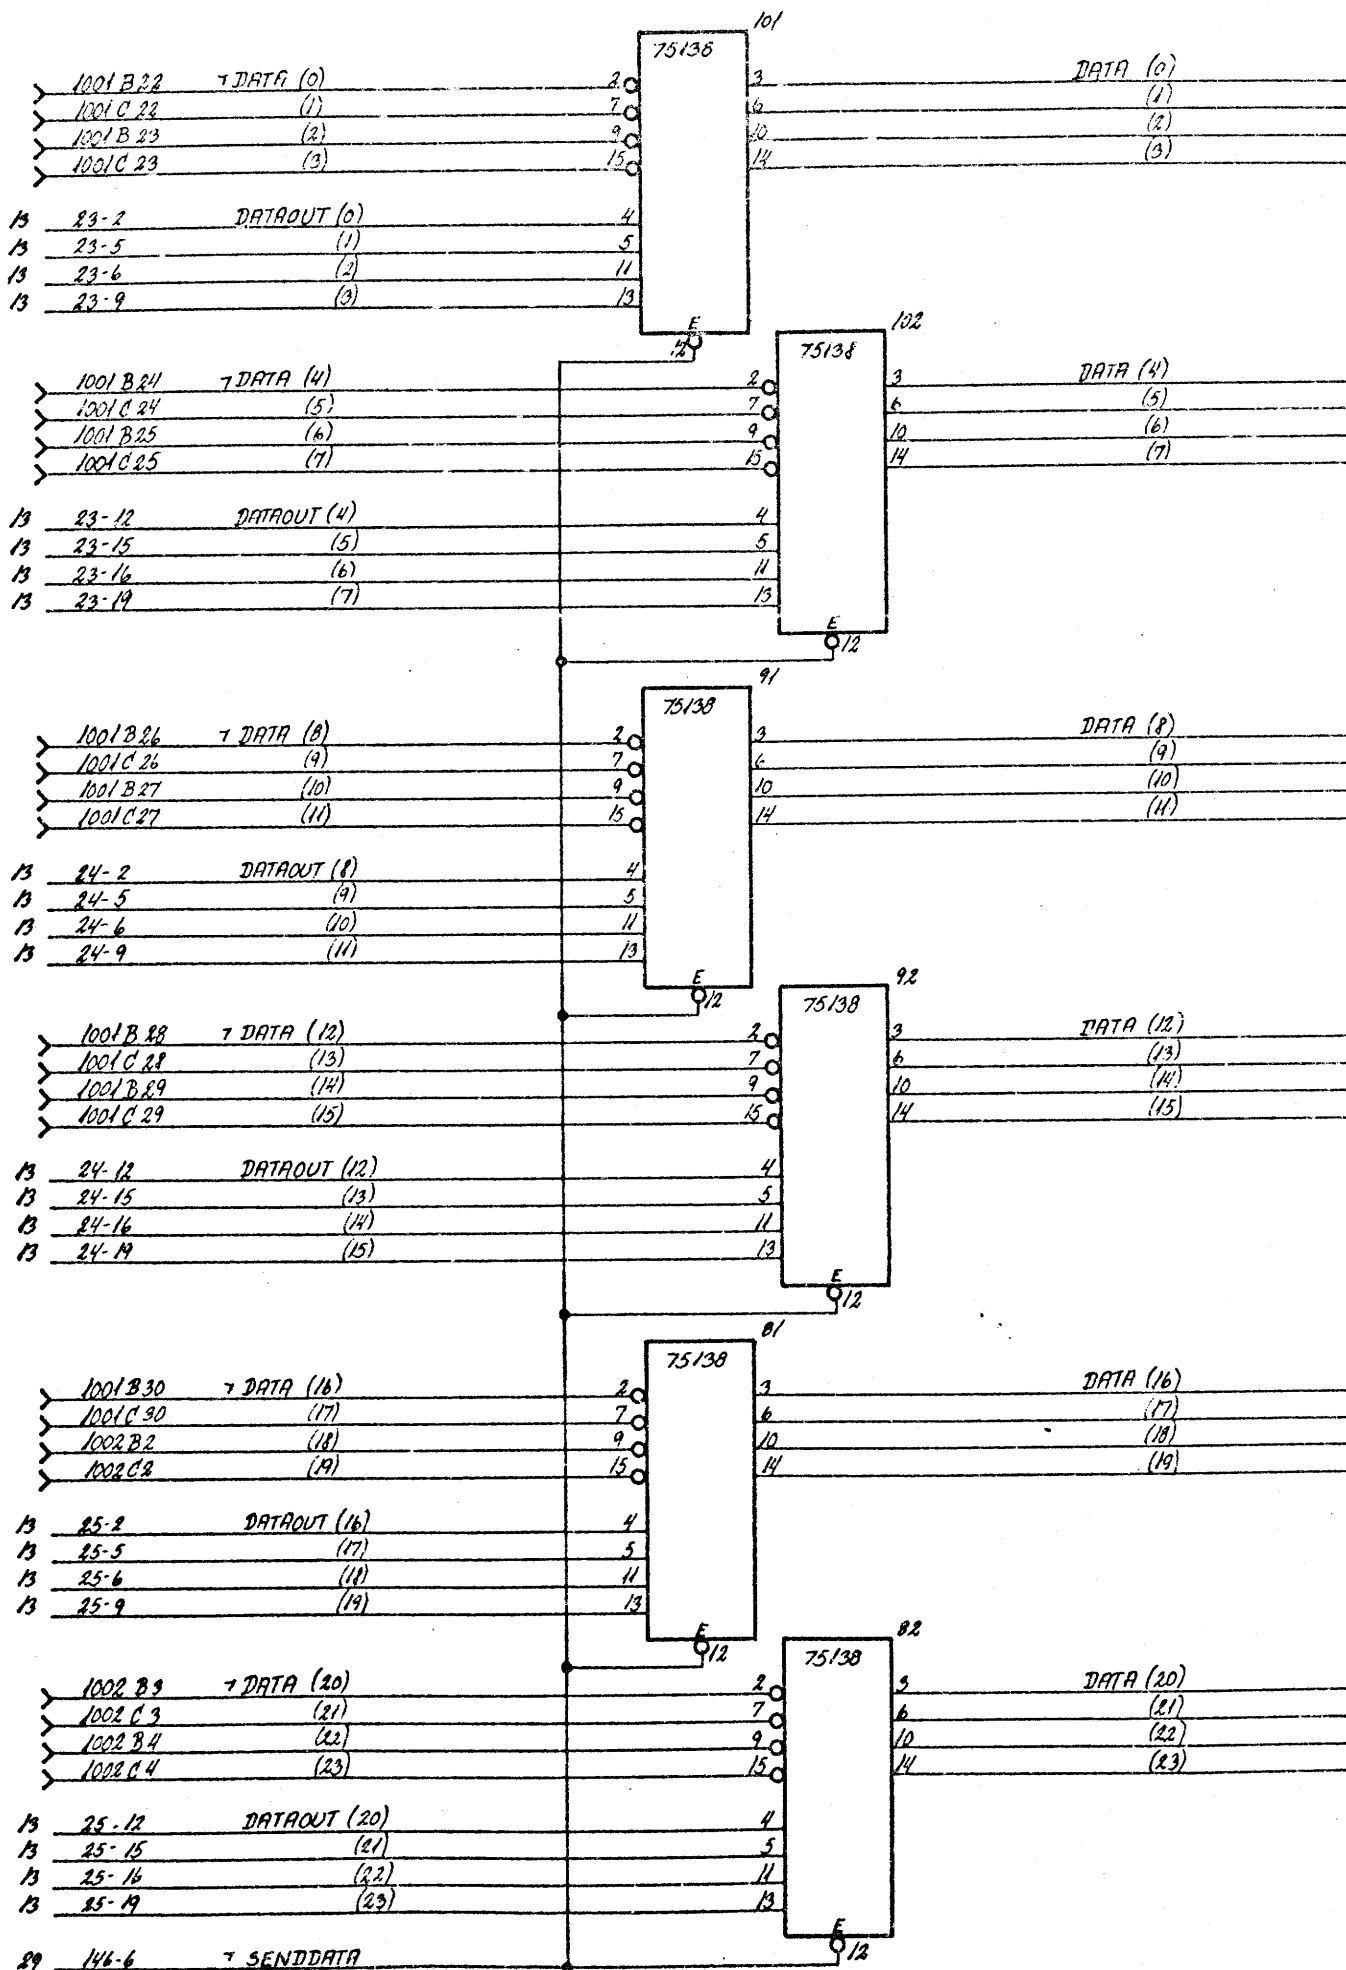 101
75138
1001 B22 ¬ DATA (0) 2 3 DATA (0)
1001 C 22 (1) 7 6 (1)
1001 B 23 (2) 9 10 (2)
1001 C 23 (3) 15 14 (3)
13 23-2 DATAOUT (0) 4
13 23-5 (1) 5
13 23-6 (2) 11
13 23-9 (3) 13
E
12
102
75138
1001 B24 ¬ DATA (4) 2 3 DATA (4)
1001 C 24 (5) 7 6 (5)
1001 B25 (6) 9 10 (6)
1001 C25 (7) 15 14 (7)
13 23-12 DATAOUT (4) 4
13 23-15 (5) 5
13 23-16 (6) 11
13 23-19 (7) 13
E
12
91
75138
1001 B26 ¬ DATA (8) 2 3 DATA (8)
1001 C 26 (9) 7 6 (9)
1001 B27 (10) 9 10 (10)
1001 C27 (11) 15 14 (11)
13 24-2 DATAOUT (8) 4
13 24-5 (9) 5
13 24-6 (10) 11
13 24-9 (11) 13
E
12
92
75138
1001 B 28 ¬ DATA (12) 2 3 DATA (12)
1001 C 28 (13) 7 6 (13)
1001 B29 (14) 9 10 (14)
1001 C 29 (15) 15 14 (15)
13 24-12 DATAOUT (12) 4
13 24-15 (13) 5
13 24-16 (14) 11
13 24-19 (15) 13
E
12
81
75138
1001 B30 ¬ DATA (16) 2 3 DATA (16)
1001 C 30 (17) 7 6 (17)
1002 B2 (18) 9 10 (18)
1002 C2 (19) 15 14 (19)
13 25-2 DATAOUT (16) 4
13 25-5 (17) 5
13 25-6 (18) 11
13 25-9 (19) 13
E
12
82
75138
1002 B3 ¬ DATA (20) 2 3 DATA (20)
1002 C 3 (21) 7 6 (21)
1002 B4 (22) 9 10 (22)
1002 C 4 (23) 15 14 (23)
13 25-12 DATAOUT (20) 4
13 25-15 (21) 5
13 25-16 (22) 11
13 25-19 (23) 13
E
12
29 146-6 ¬ SENDDATA